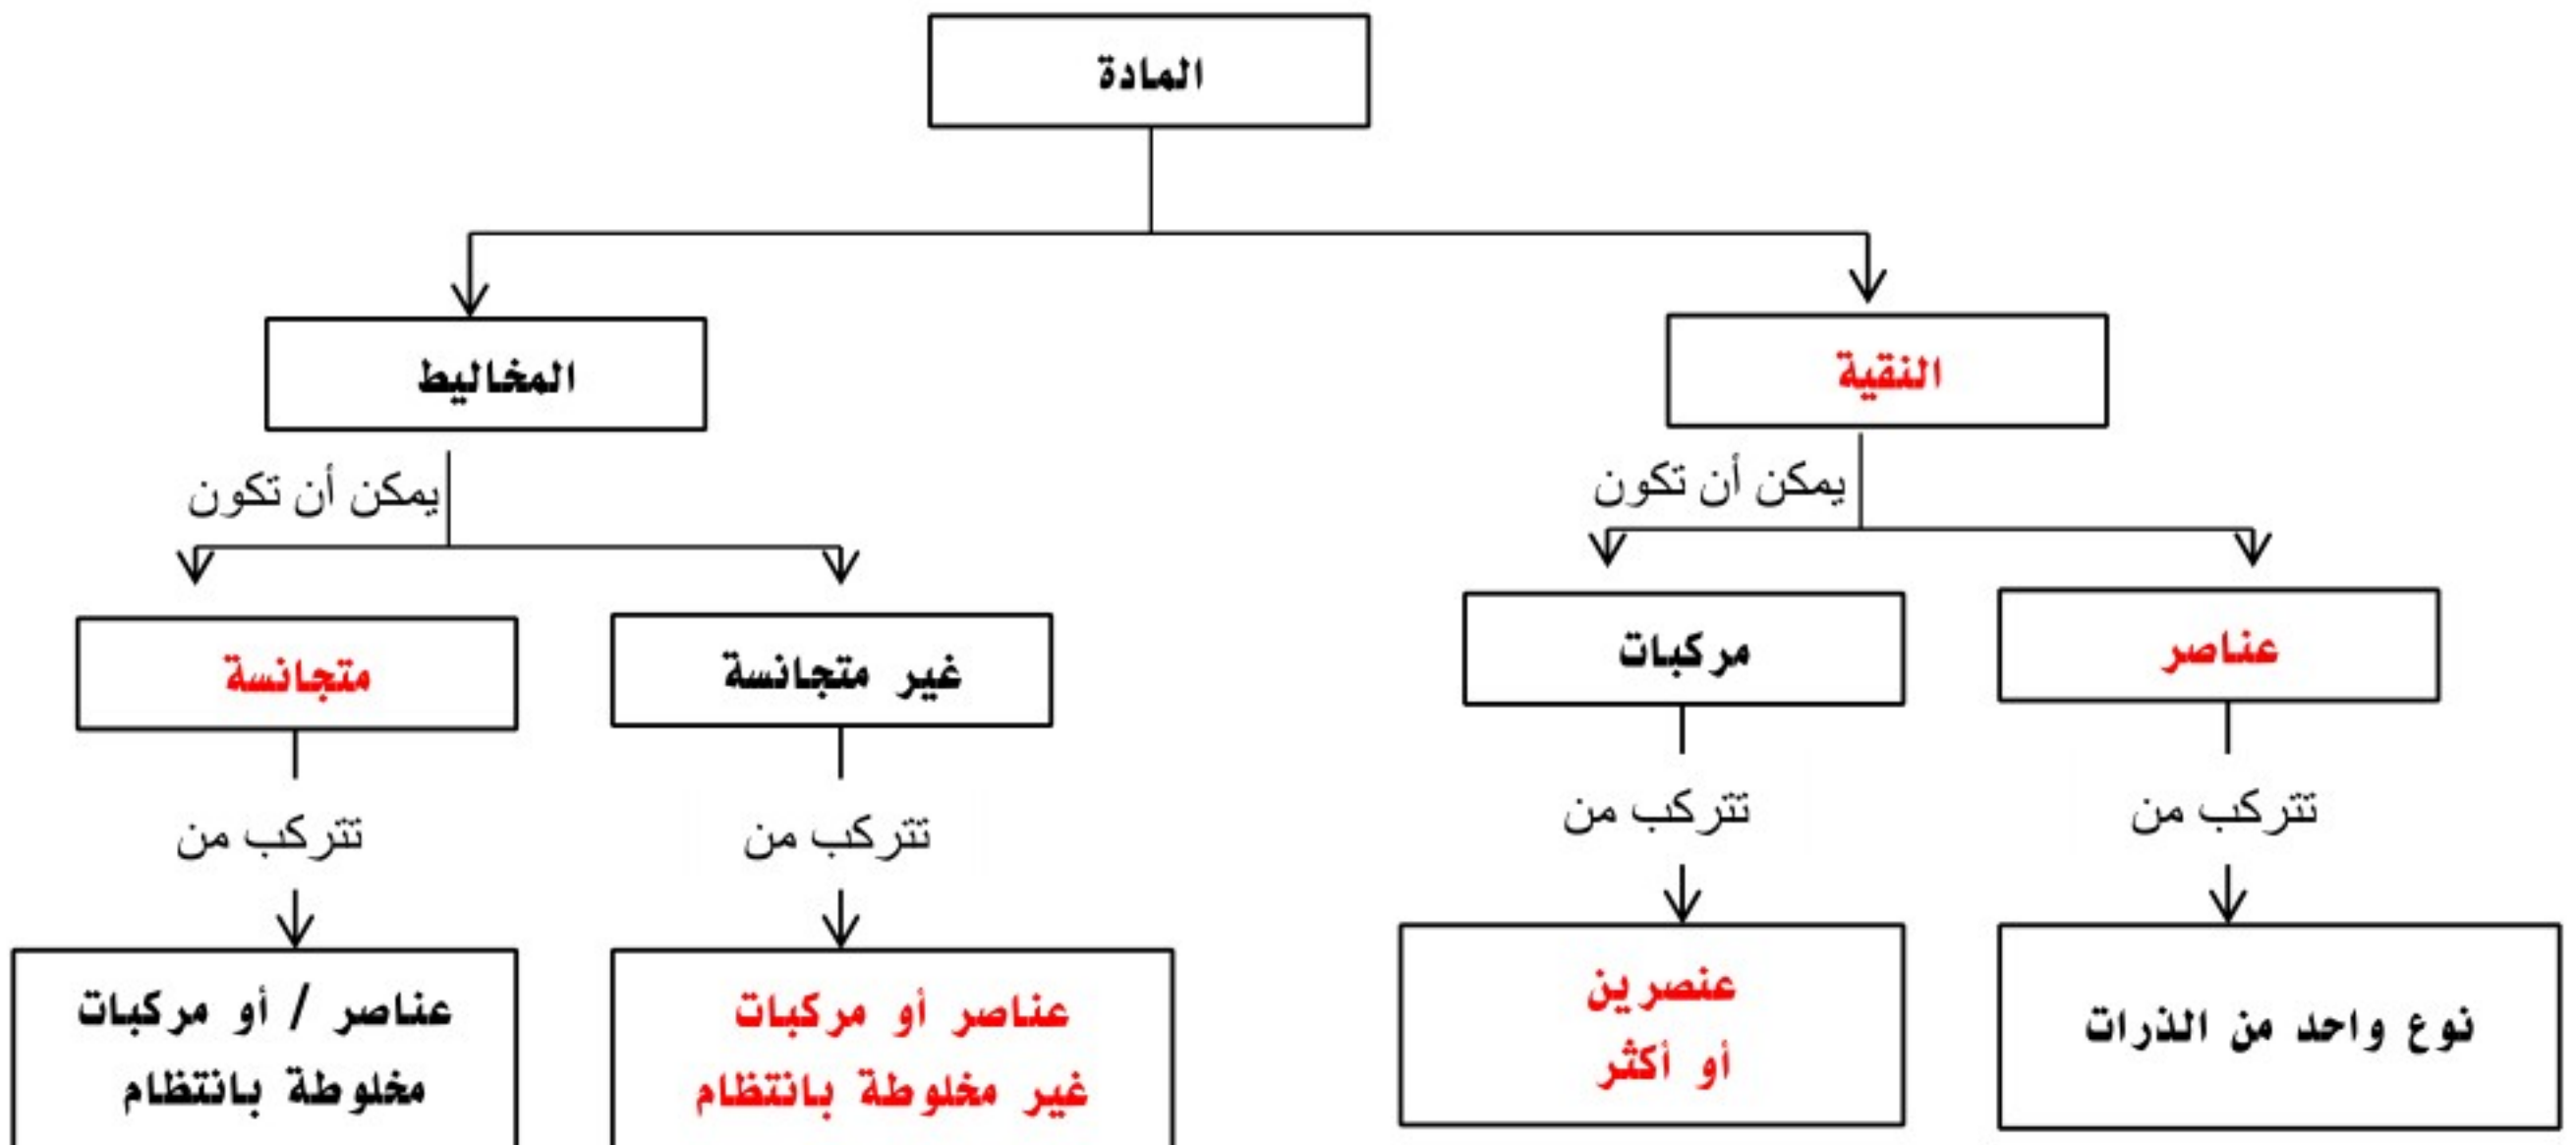 المادة
النقية
المخاليط
يمكن أن تكون
يمكن أن تكون
عناصر
مركبات
غير متجانسة
متجانسة
تتركب من
تتركب من
تتركب من
تتركب من
نوع واحد من الذرات
عنصرين
أو أكثر
عناصر أو مركبات
غير مخلوطة بانتظام
عناصر / أو مركبات
مخلوطة بانتظام